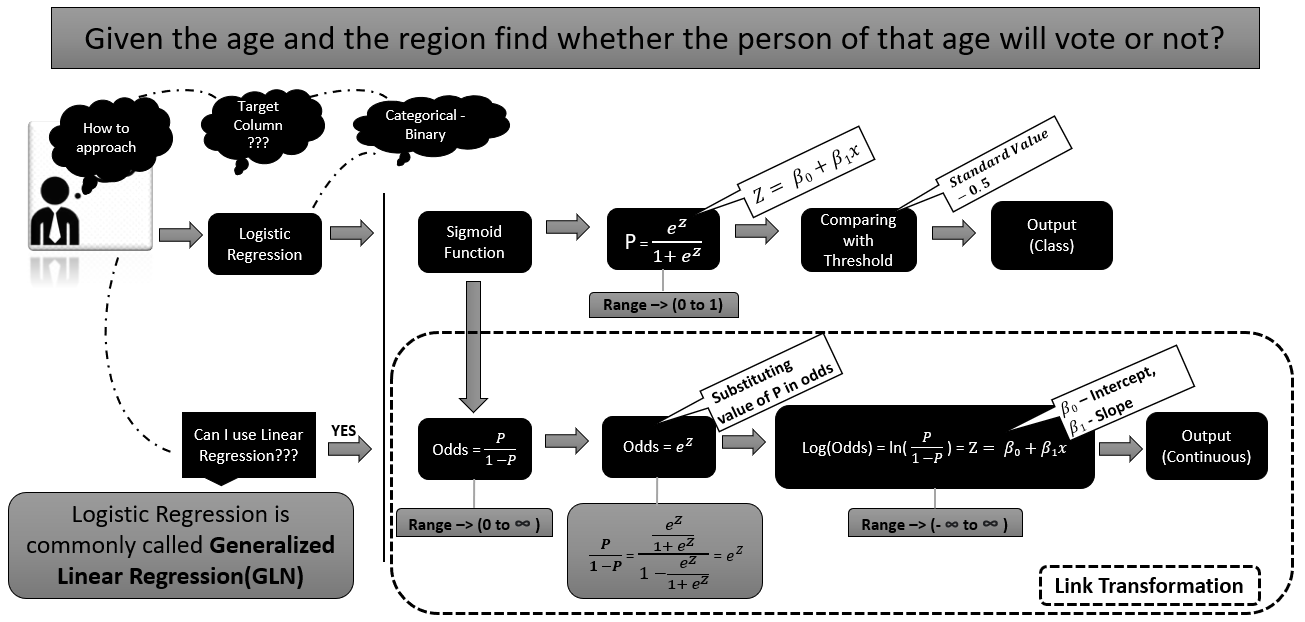 Given the age and the region find whether the person of that age will vote or not?
How to
approach
Target
Column
???
Categorical -
Binary
Logistic
Regression
Sigmoid
Function
P = e^Z / (1 + e^Z)
Z = β₀ + β₁x
Range –> (0 to 1)
Comparing
with
Threshold
Standard Value
– 0.5
Output
(Class)
Can I use Linear
Regression???
YES
Logistic Regression is
commonly called Generalized
Linear Regression(GLN)
Odds = P / (1–P)
Range –> (0 to ∞ )
Odds = e^Z
Substituting
value of P in odds
P / (1–P) = (e^Z / (1 + e^Z)) / (1 – e^Z / (1 + e^Z)) = e^Z
Log(Odds) = ln( P / (1–P) ) = Z = β₀ + β₁x
β₀ – Intercept,
β₁ - Slope
Range –> (- ∞ to ∞ )
Output
(Continuous)
Link Transformation